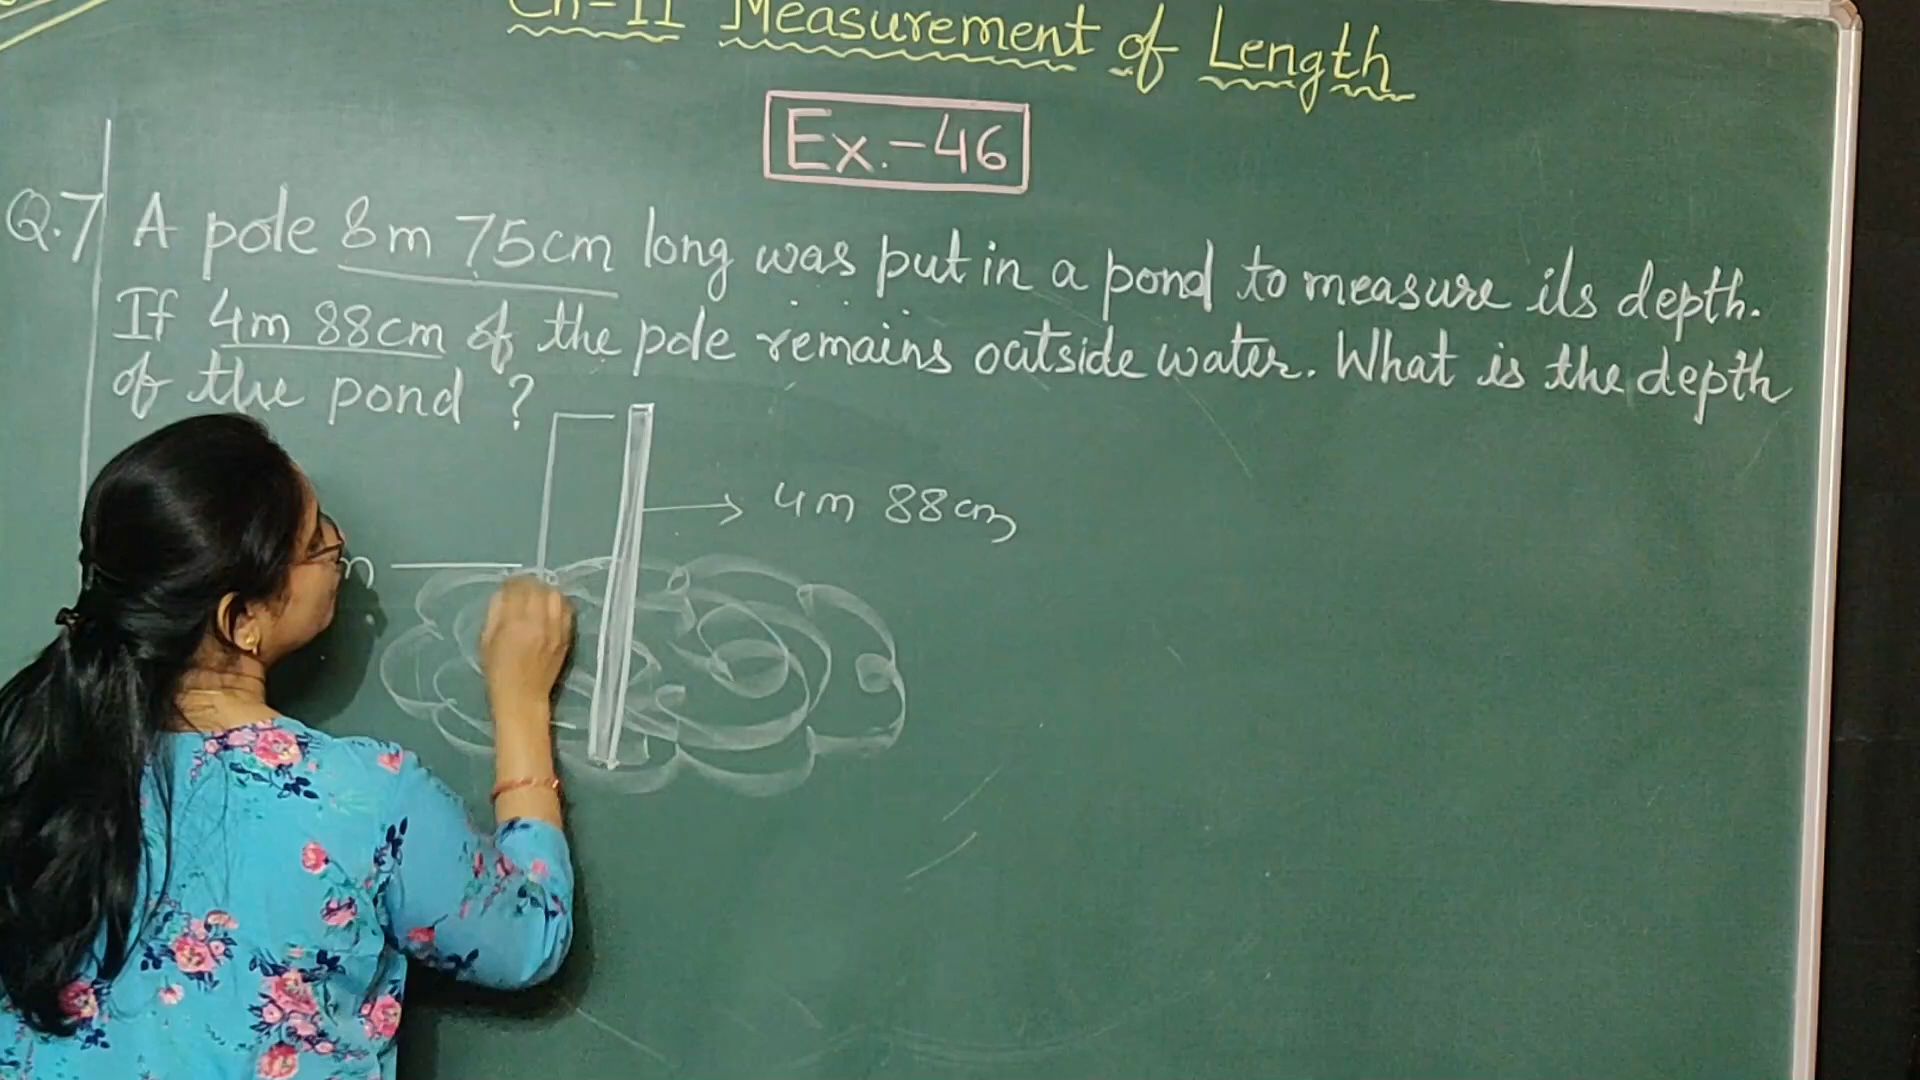 Ch-11 Measurement of Length
Ex.-46
Q.7 A pole 8m 75cm long was put in a pond to measure its depth.
If 4m 88cm of the pole remains outside water. What is the depth
of the pond ?
4m 88cm